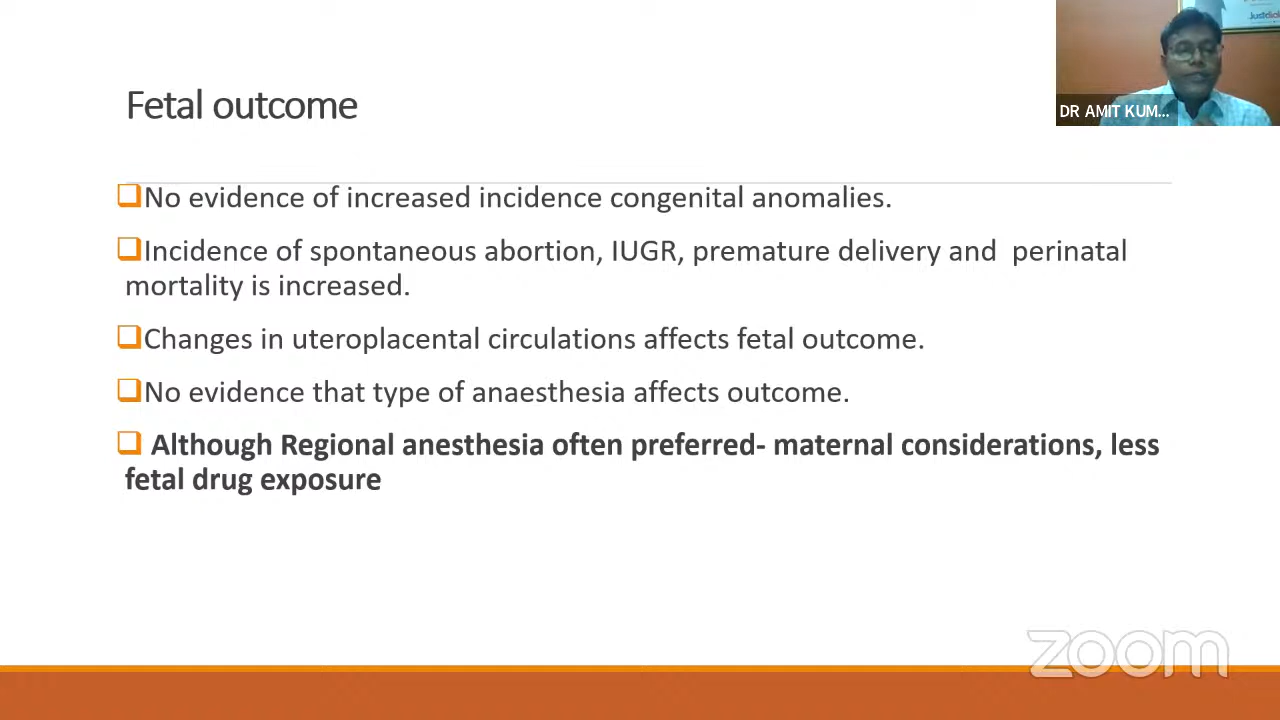 Fetal outcome
No evidence of increased incidence congenital anomalies.
Incidence of spontaneous abortion, IUGR, premature delivery and perinatal
mortality is increased.
Changes in uteroplacental circulations affects fetal outcome.
No evidence that type of anaesthesia affects outcome.
Although Regional anesthesia often preferred- maternal considerations, less
fetal drug exposure
DR AMIT KUM...
zoom